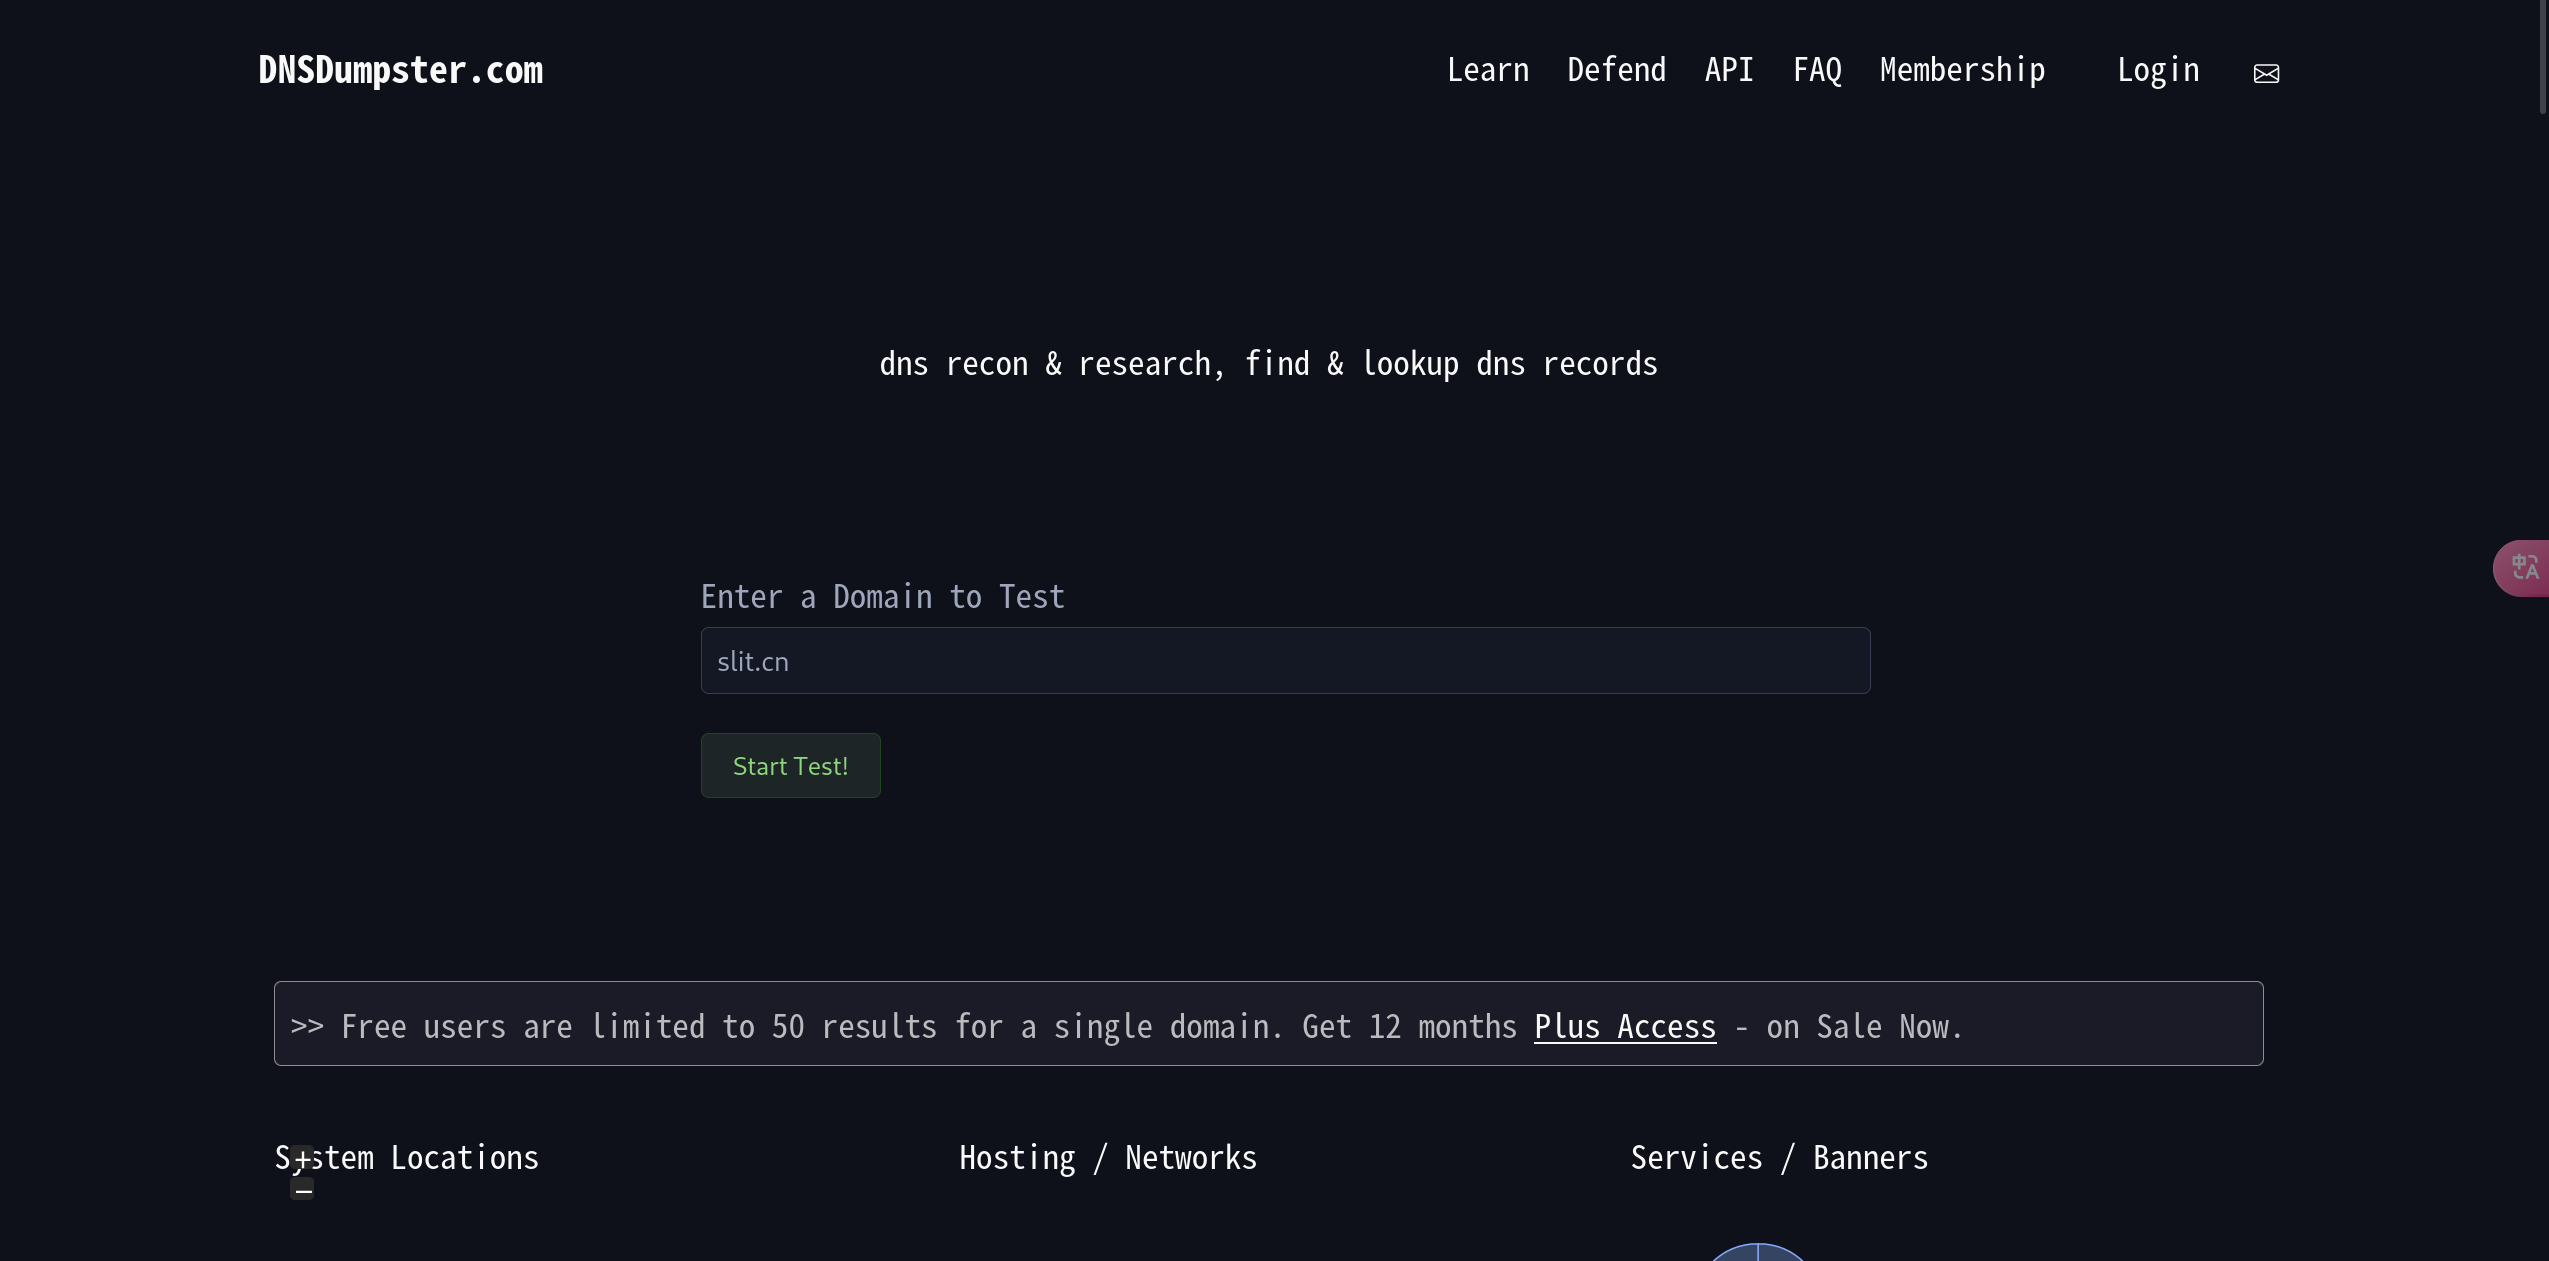 DNSDumpster.com
Learn Defend API FAQ Membership Login
dns recon & research, find & lookup dns records
Enter a Domain to Test
slit.cn
Start Test!
>> Free users are limited to 50 results for a single domain. Get 12 months Plus Access - on Sale Now.
System Locations
+
−
Hosting / Networks
Services / Banners